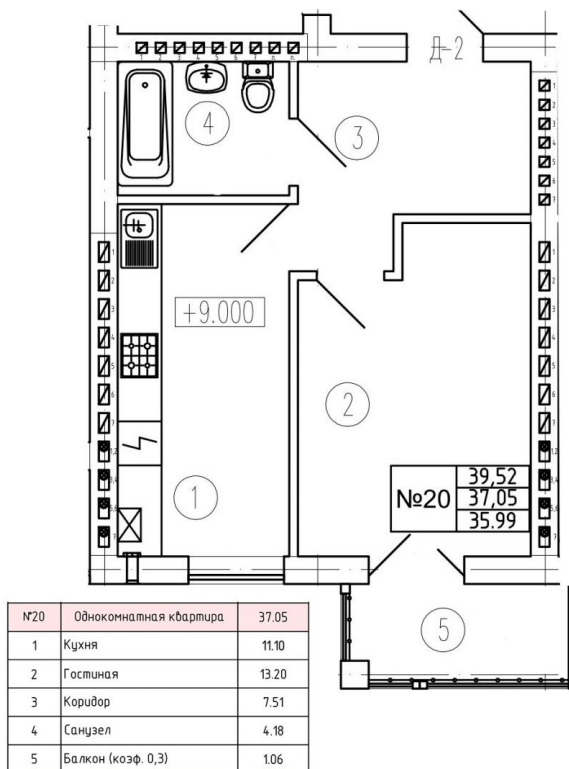 Д-2
4
3
+9.000
2
1
№20
39,52
37,05
35.99
5
№20 Однокомнатная квартира 37.05
1 Кухня 11.10
2 Гостиная 13.20
3 Коридор 7.51
4 Санузел 4.18
5 Балкон (коэф. 0,3) 1.06